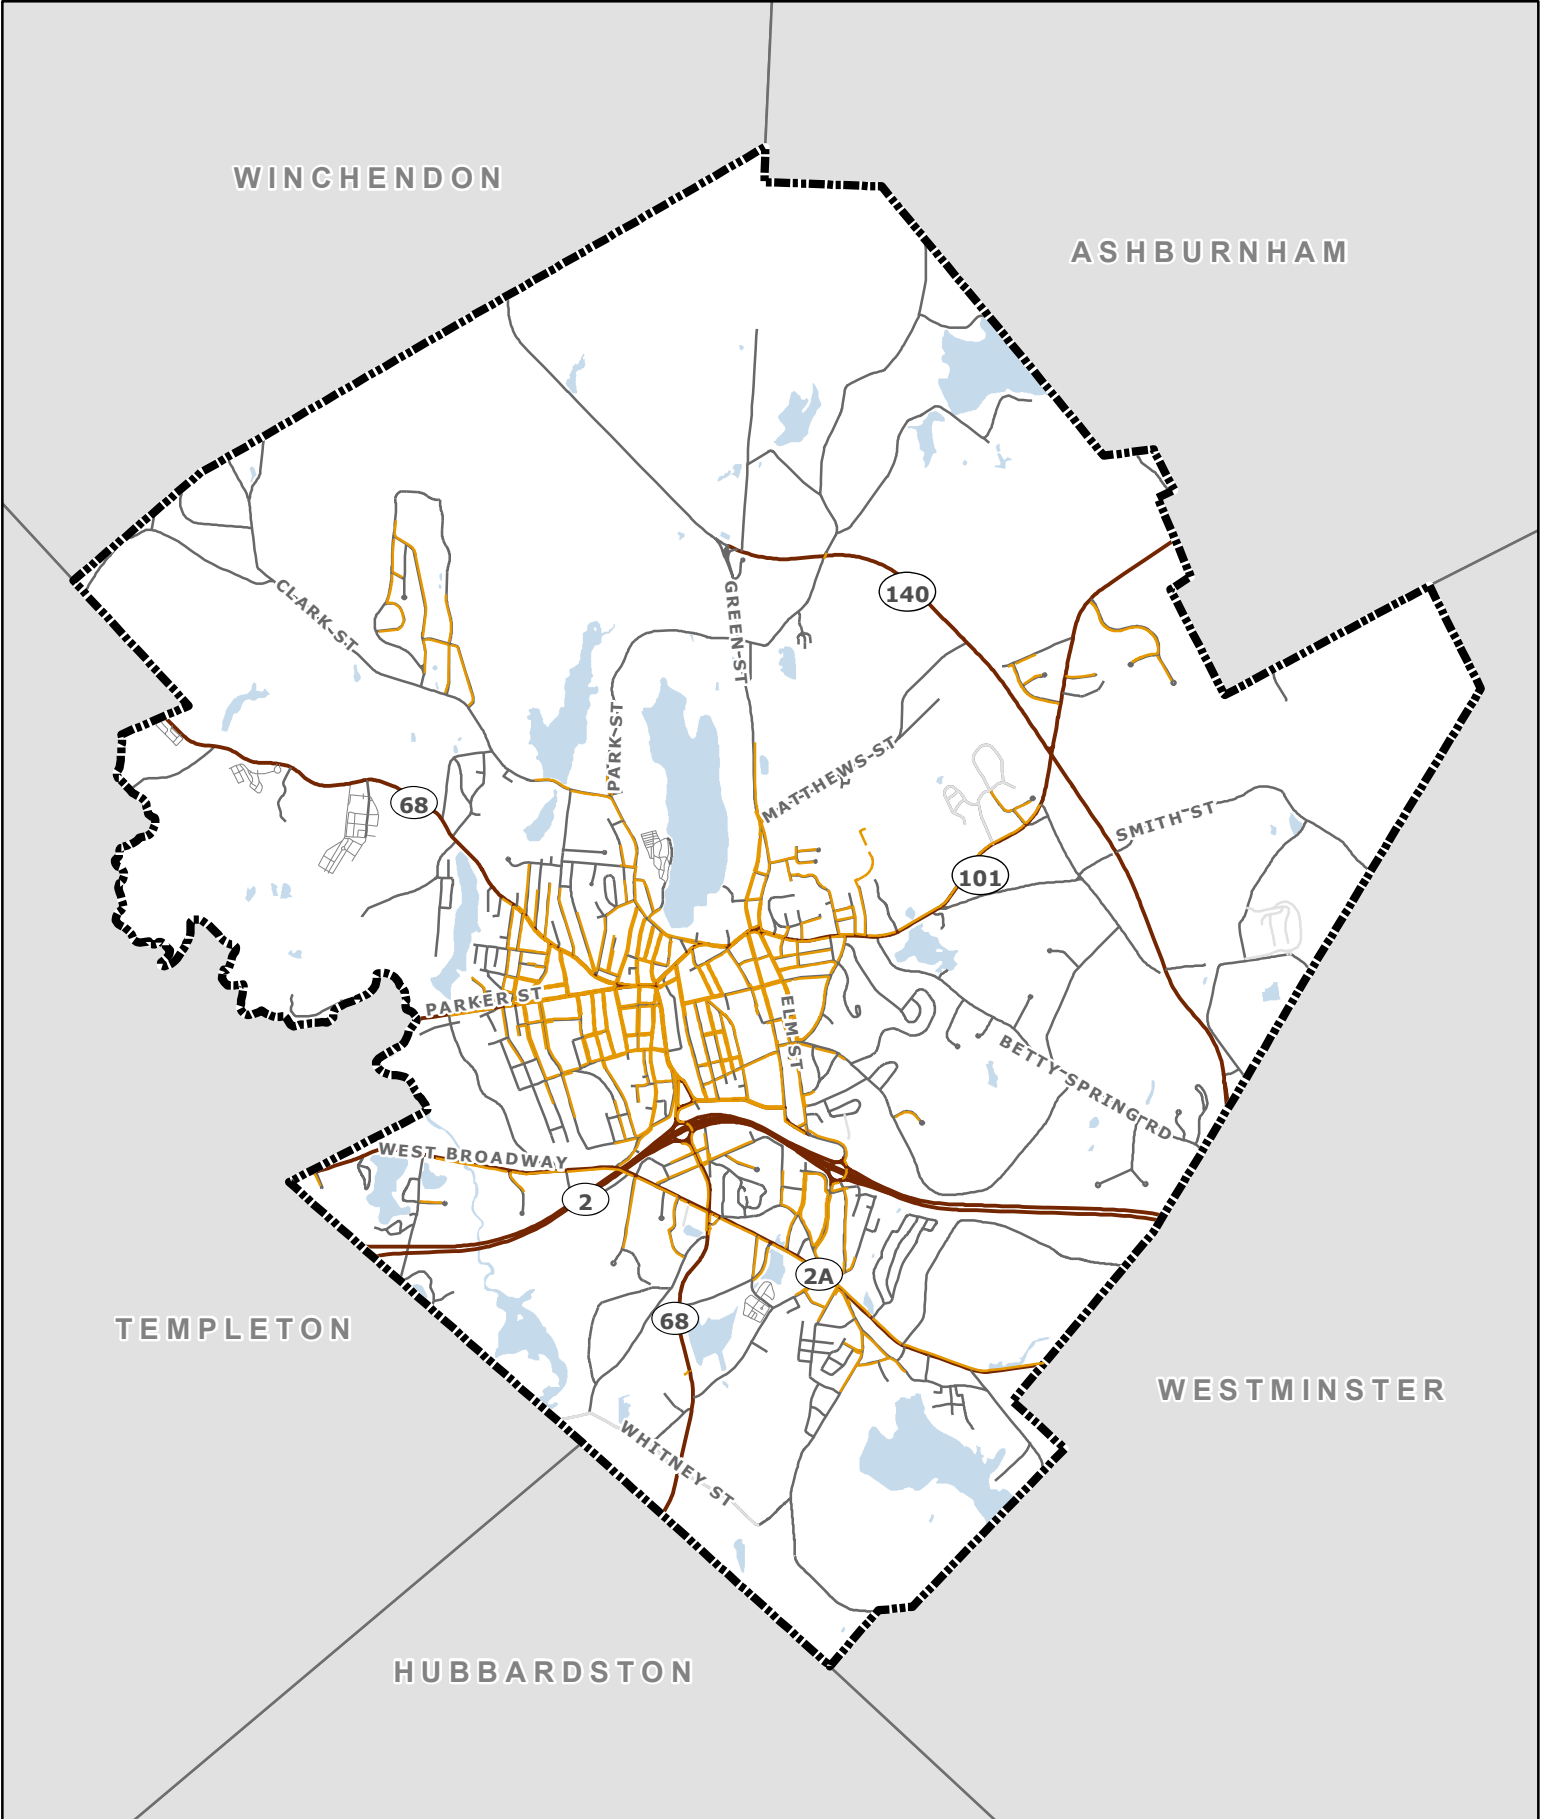 WINCHENDON
ASHBURNHAM
CLARK ST
GREEN ST
140
PARK ST
MATTHEWS ST
68
SMITH ST
101
PARKER ST
ELM ST
BETTY SPRING RD
WEST BROADWAY
2
2A
68
TEMPLETON
WESTMINSTER
WHITNEY ST
HUBBARDSTON